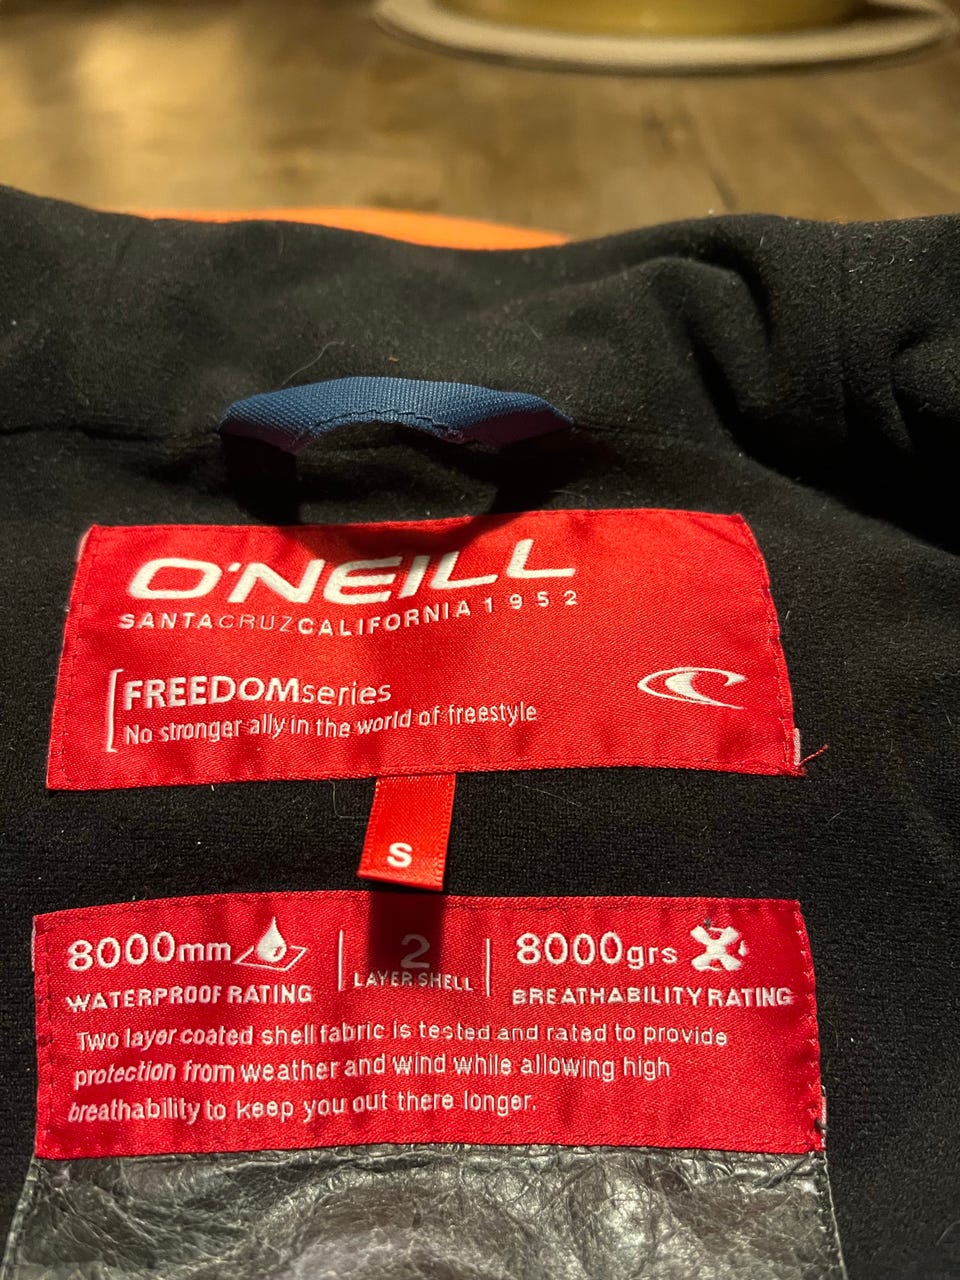 O'NEILL
SANTACRUZCALIFORNIA1952
FREEDOMseries
No stronger ally in the world of freestyle
S
8000mm
WATERPROOF RATING
2
LAYER SHELL
8000grs
BREATHABILITY RATING
Two layer coated shell fabric is tested and rated to provide
protection from weather and wind while allowing high
breathability to keep you out there longer.